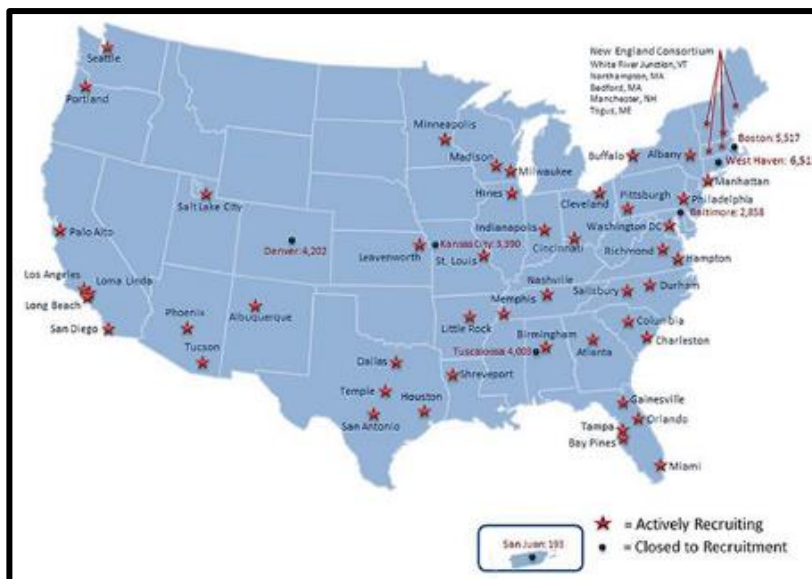 New England Consortium
White River Junction, VT
Northampton, MA
Bedford, MA
Manchester, NH
Togus, ME
Seattle
Portland
Minneapolis
Madison
Milwaukee
Buffalo
Albany
Boston: 5,517
West Haven: 6,51
Manhattan
Salt Lake City
Hines
Cleveland
Pittsburgh
Philadelphia
Baltimore: 2,858
Palo Alto
Denver: 4,202
Leavenworth
Kansas City: 3,390
Indianapolis
Cincinnati
Washington DC
St. Louis
Richmond
Hampton
Los Angeles
Loma Linda
Long Beach
San Diego
Phoenix
Tucson
Albuquerque
Nashville
Memphis
Salisbury
Durham
Little Rock
Birmingham
Columbia
Tuscaloosa 4,003
Atlanta
Charleston
Dallas
Shreveport
Temple
Houston
San Antonio
Gainesville
Orlando
Tampa
Bay Pines
Miami
San Juan: 193
= Actively Recruiting
= Closed to Recruitment